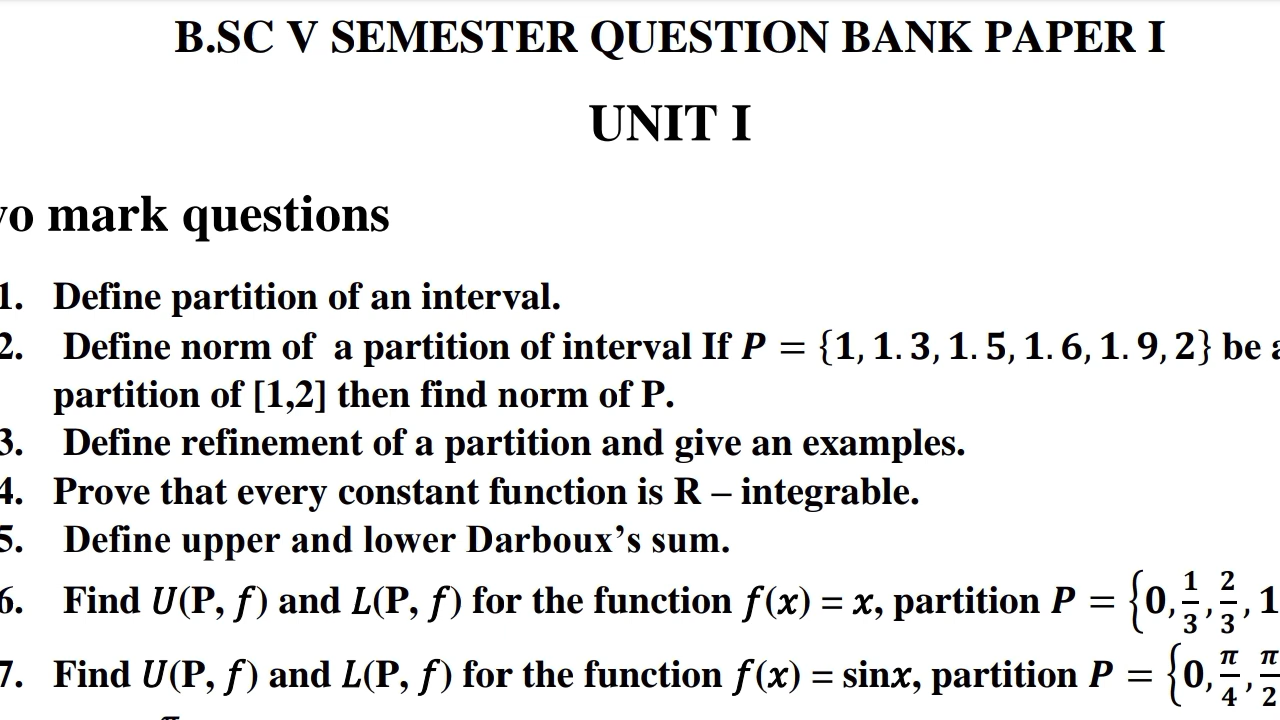 B.SC V SEMESTER QUESTION BANK PAPER I
UNIT I
mark questions
1. Define partition of an interval.
2. Define norm of a partition of interval If P = {1, 1.3, 1.5, 1.6, 1.9, 2} be
partition of [1,2] then find norm of P.
3. Define refinement of a partition and give an examples.
4. Prove that every constant function is R – integrable.
5. Define upper and lower Darboux’s sum.
6. Find U(P, f) and L(P, f) for the function f(x) = x, partition P = {0, 1/3, 2/3, 1
7. Find U(P, f) and L(P, f) for the function f(x) = sinx, partition P = {0, π/4, π/2